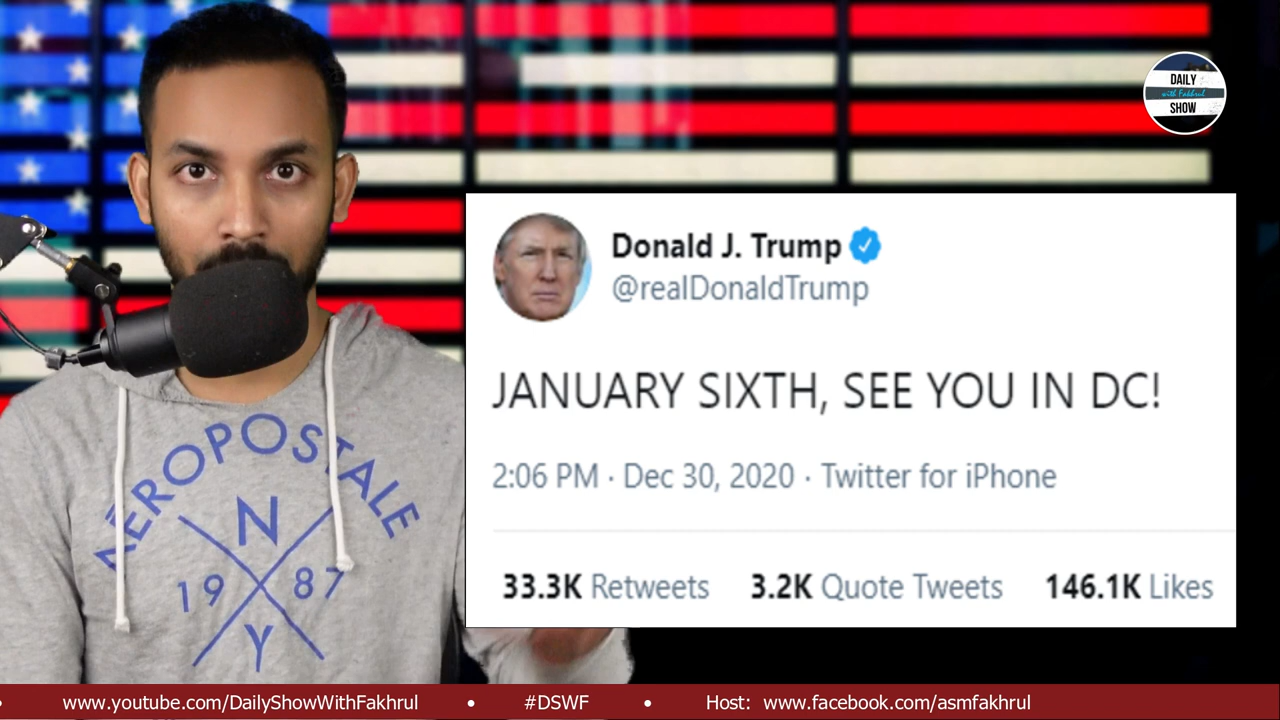 DAILY
with Fakhrul
SHOW
Donald J. Trump
@realDonaldTrump
JANUARY SIXTH, SEE YOU IN DC!
2:06 PM · Dec 30, 2020 · Twitter for iPhone
33.3K Retweets 3.2K Quote Tweets 146.1K Likes
AEROPOSTALE
N
19 87
Y
• www.youtube.com/DailyShowWithFakhrul • #DSWF • Host: www.facebook.com/asmfakhrul